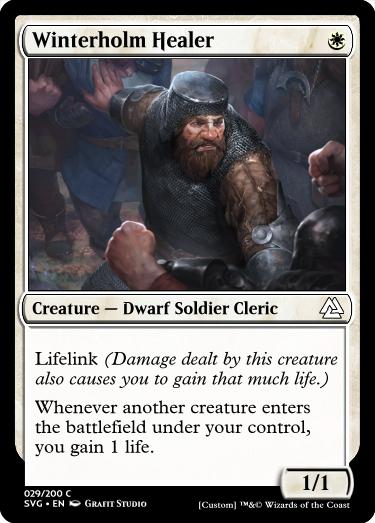 Winterholm Healer
Creature — Dwarf Soldier Cleric
Lifelink (Damage dealt by this creature
also causes you to gain that much life.)
Whenever another creature enters
the battlefield under your control,
you gain 1 life.
1/1
029/200 C
SVG • EN Grafit Studio
[Custom] ™&© Wizards of the Coast